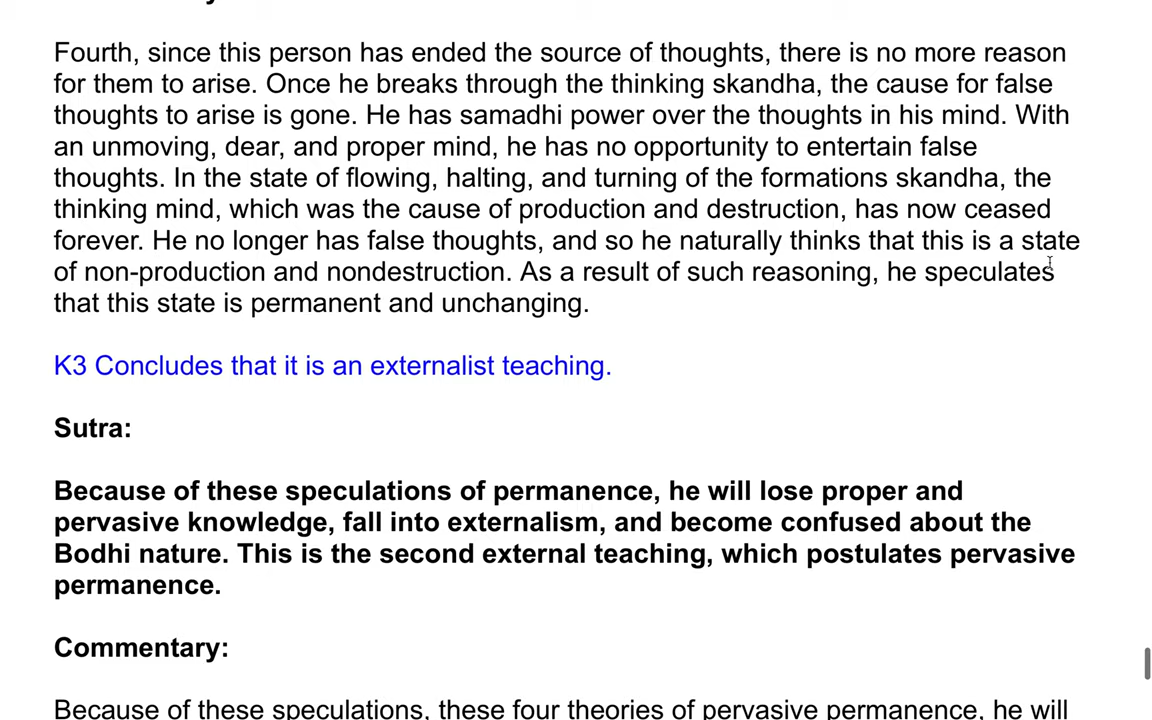 Fourth, since this person has ended the source of thoughts, there is no more reason
for them to arise. Once he breaks through the thinking skandha, the cause for false
thoughts to arise is gone. He has samadhi power over the thoughts in his mind. With
an unmoving, dear, and proper mind, he has no opportunity to entertain false
thoughts. In the state of flowing, halting, and turning of the formations skandha, the
thinking mind, which was the cause of production and destruction, has now ceased
forever. He no longer has false thoughts, and so he naturally thinks that this is a state
of non-production and nondestruction. As a result of such reasoning, he speculates
that this state is permanent and unchanging.
K3 Concludes that it is an externalist teaching.
Sutra:
Because of these speculations of permanence, he will lose proper and
pervasive knowledge, fall into externalism, and become confused about the
Bodhi nature. This is the second external teaching, which postulates pervasive
permanence.
Commentary:
Because of these speculations, these four theories of pervasive permanence, he will